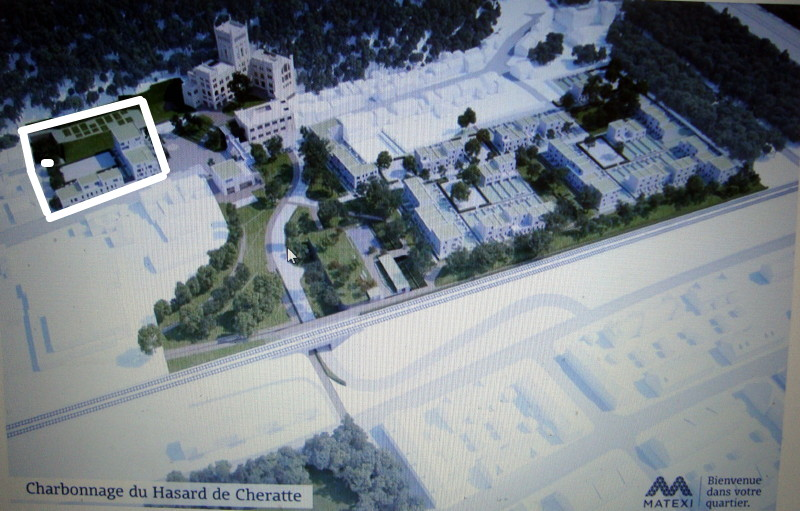 Charbonnage du Hasard de Cheratte
MATEXI
Bienvenue
dans votre
quartier.